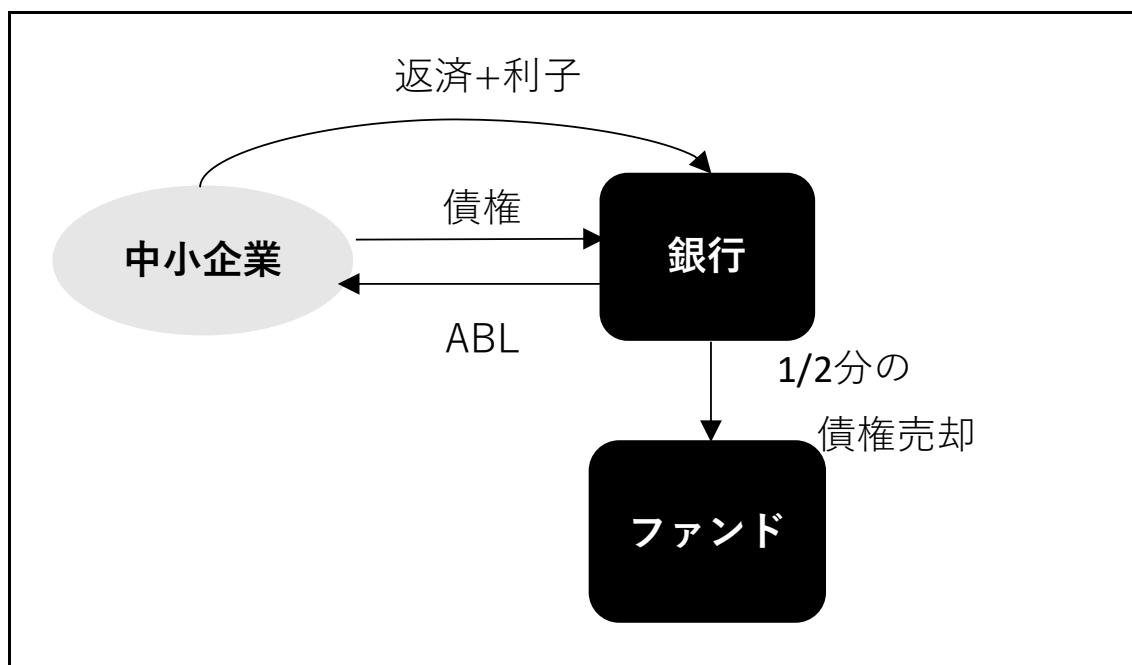 返済+利子
債権
中小企業
銀行
ABL
1/2分の
債権売却
ファンド